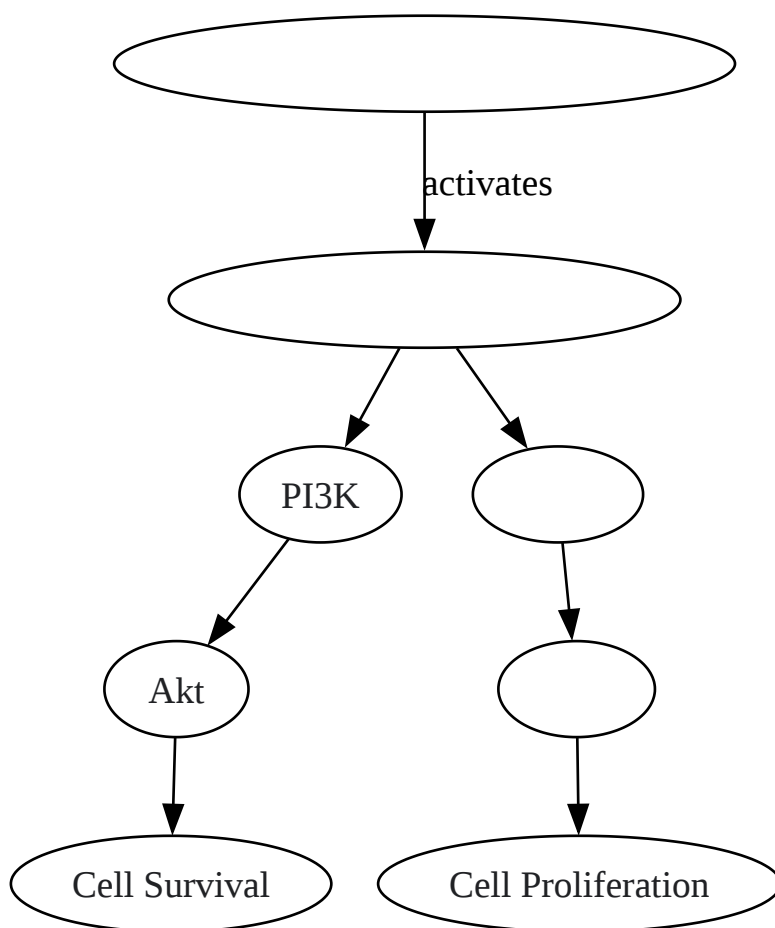 activates
PI3K
Akt
Cell Survival
Cell Proliferation